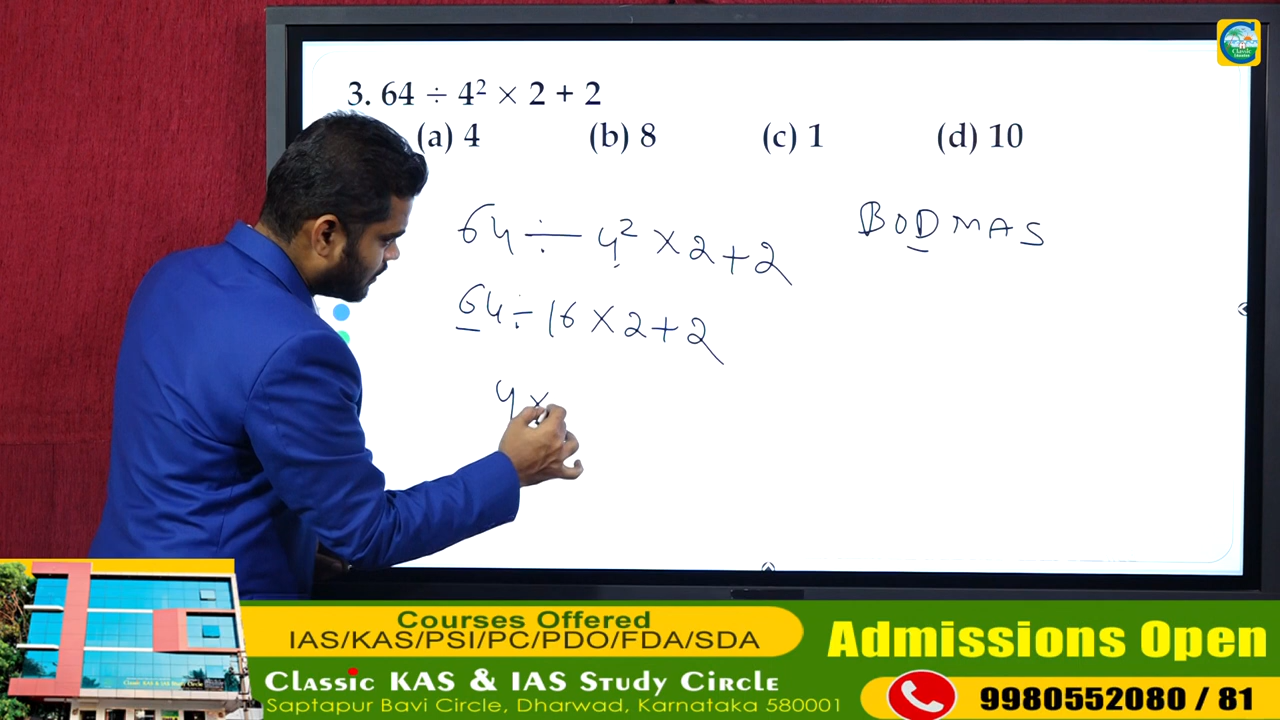 3. 64 ÷ 4² × 2 + 2
(a) 4 (b) 8 (c) 1 (d) 10
64 ÷ 4² × 2 + 2
BODMAS
64 ÷ 16 × 2 + 2
4 ×
Classic
Education
Courses Offered
IAS/KAS/PSI/PC/PDO/FDA/SDA
Classic KAS & IAS Study Circle
Saptapur Bavi Circle, Dharwad, Karnataka 580001
Admissions Open
9980552080 / 81